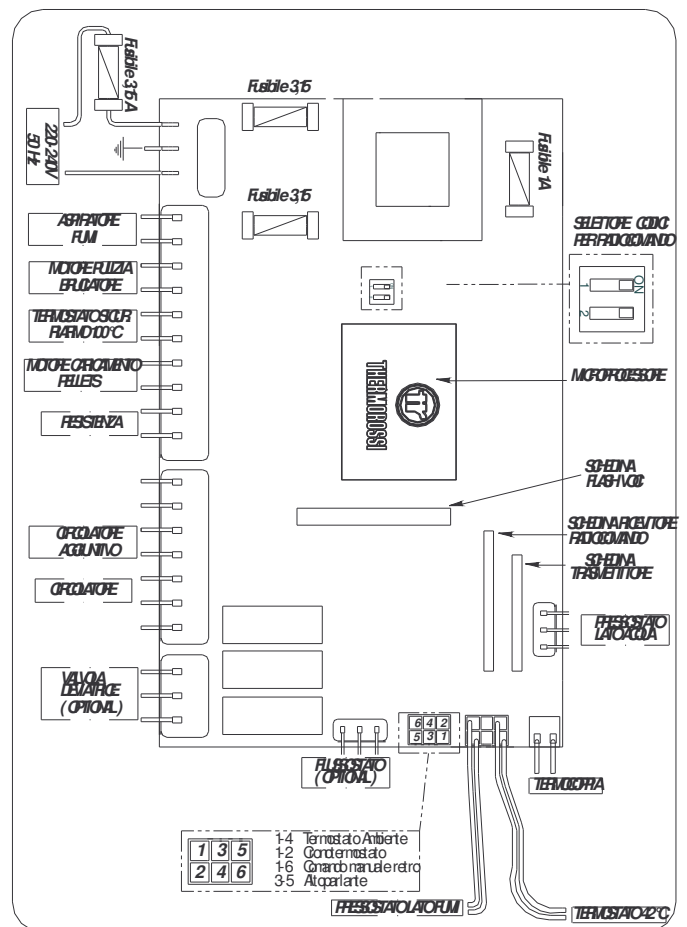 Fusibile 3,15 A
Fusibile 3,15
Fusibile 3,15
Fusibile 1A
220-240V
50 Hz
ASPIRATORE
FUMI
MOTORE PULIZIA
BRUCIATORE
TERMOSTATO SICUR
RIARMO 100°C
MOTORE CARICAMENTO
PELLETS
RESISTENZA
CIRCOLATORE
AGGIUNTIVO
CIRCOLATORE
VALVOLA
DEVIATRICE
( OPTIONAL )
SELETTORE CODICI
PER RADIOCOMANDO
ON
1
2
MICROPROCESSORE
THERMOROSSI
SCHEDINA
FLASH VOICE
SCHEDINA RICEVITORE
RADIOCOMANDO
SCHEDINA
TRASMETTITORE
PRESSOSTATO
LATO ACQUA
6 4 2
5 3 1
FLUSSOSTATO
( OPTIONAL )
TERMOCOPPIA
1 3 5
2 4 6
1-4 Termostato Ambiente
1-2 Cronotermostato
1-6 Comando manuale retro
3-5 Altoparlante
PRESSOSTATO LATO FUMI
TERMOSTATO 42°C